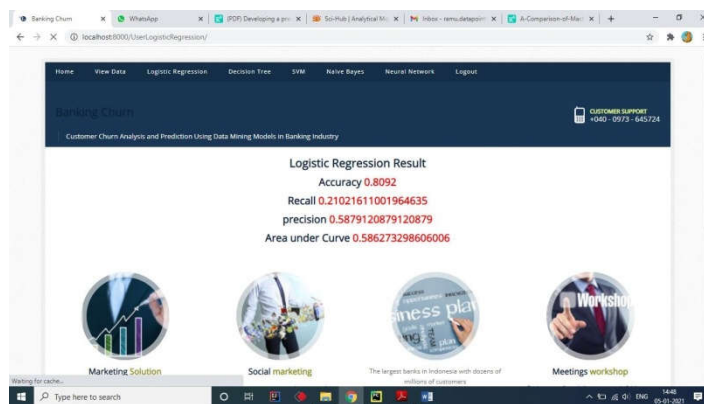 Banking Churn
WhatsApp
(PDF) Developing a pro
Sci-Hub | Analytical
A-Comparison-of-Mac
localhost:8000/UserLogisticRegression/
Home View Data Logistic Regression Decision Tree SVM Naive Bayes Neural Network Logout
Banking Churn
CUSTOMER SUPPORT
+040 - 0973 - 645724
Customer Churn Analysis and Prediction Using Data Mining Models in Banking Industry
Logistic Regression Result
Accuracy 0.8092
Recall 0.21021611001964635
precision 0.5879120879120879
Area under Curve 0.586273298606006
Workshop
iness plan
Marketing Solution
Social marketing
The largest banks in Indonesia with dozens of
millions of customers
Meetings workshop
Waiting for cache...
Type here to search
ENG
14:48
05-01-2021